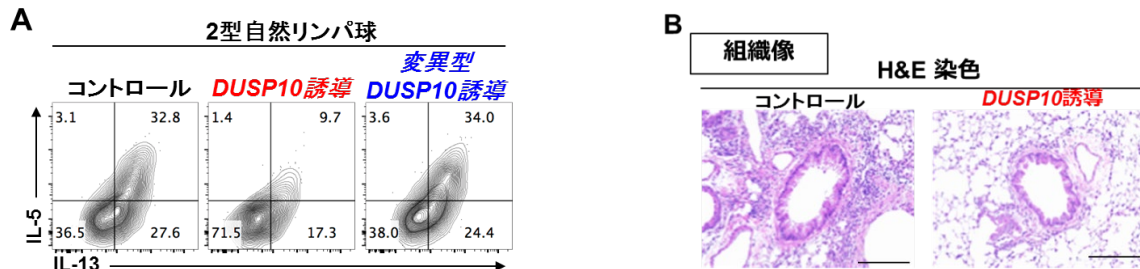 A
2型自然リンパ球
コントロール
DUSP10誘導
変異型
DUSP10誘導
3.1 32.8
1.4 9.7
3.6 34.0
36.5 27.6
71.5 17.3
38.0 24.4
IL-5
IL-13
B
組織像
H&E 染色
コントロール
DUSP10誘導